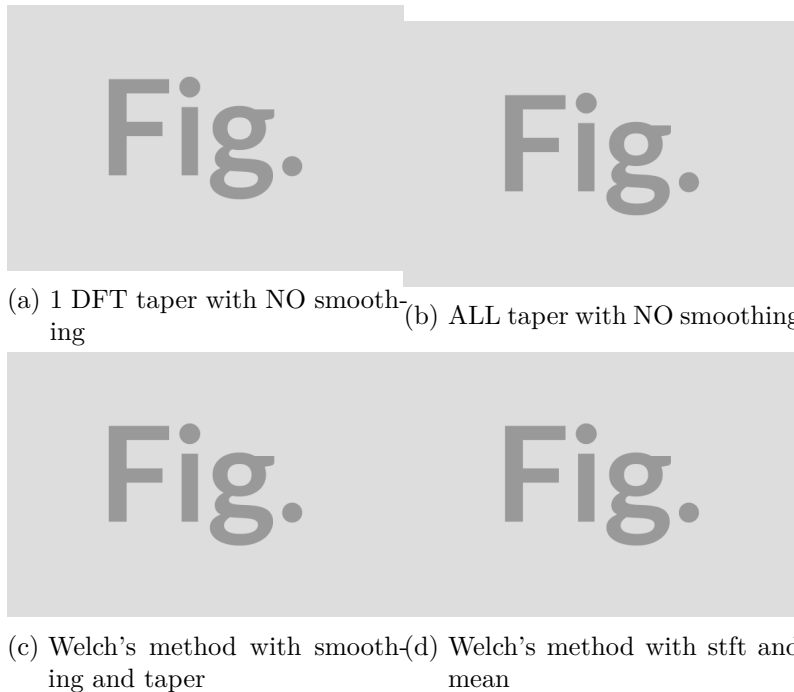 Fig.
Fig.
(a) 1 DFT taper with NO smooth-
ing
(b) ALL taper with NO smoothing
Fig.
Fig.
(c) Welch's method with smooth-
ing and taper
(d) Welch's method with stft and
mean